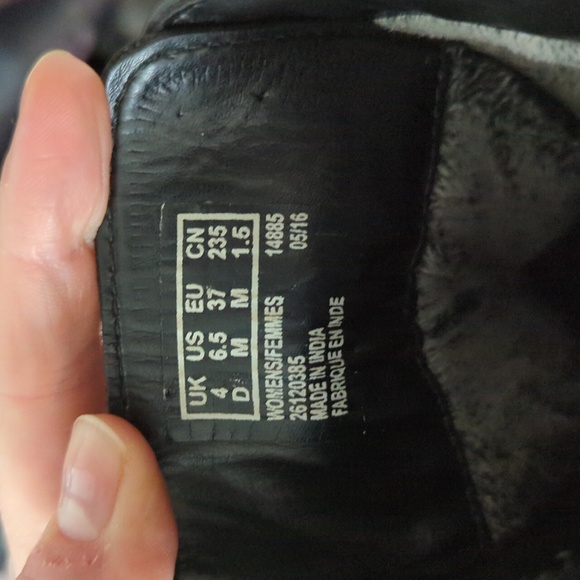 UK US EU CN
4 6.5 37 235
D M M 1.5
WOMENS/FEMMES 14885
26120385 05/16
MADE IN INDIA
FABRIQUE EN INDE